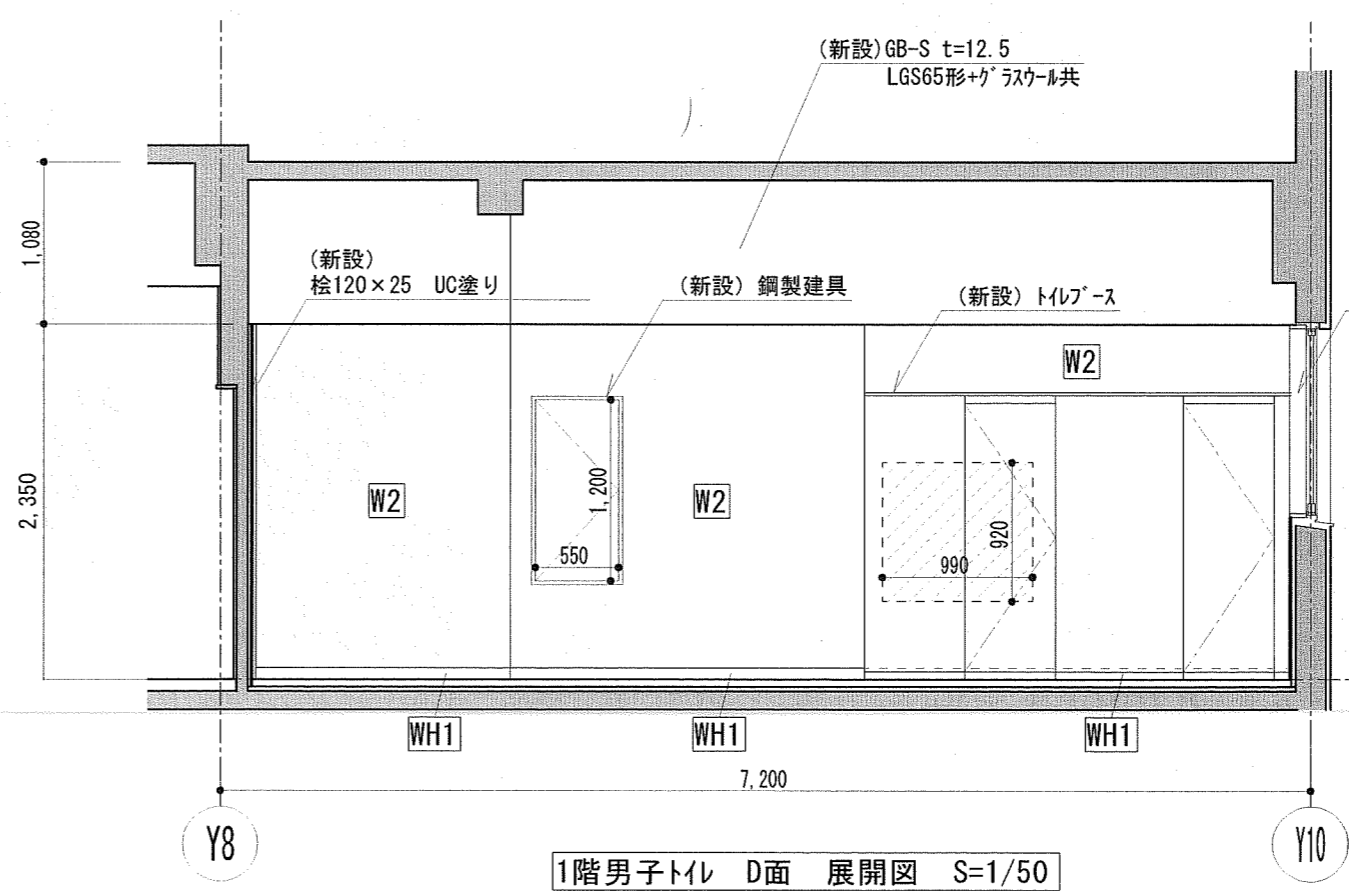 (新設)GB-S t=12.5
LGS65形+グラスウール共
1,080
(新設)
桧120×25 UC塗り
(新設) 鋼製建具
(新設) トイレブース
W2
2,350
W2
1,200
W2
550
920
990
WH1
WH1
WH1
7,200
Y8
Y10
1階男子トイレ D面 展開図 S=1/50